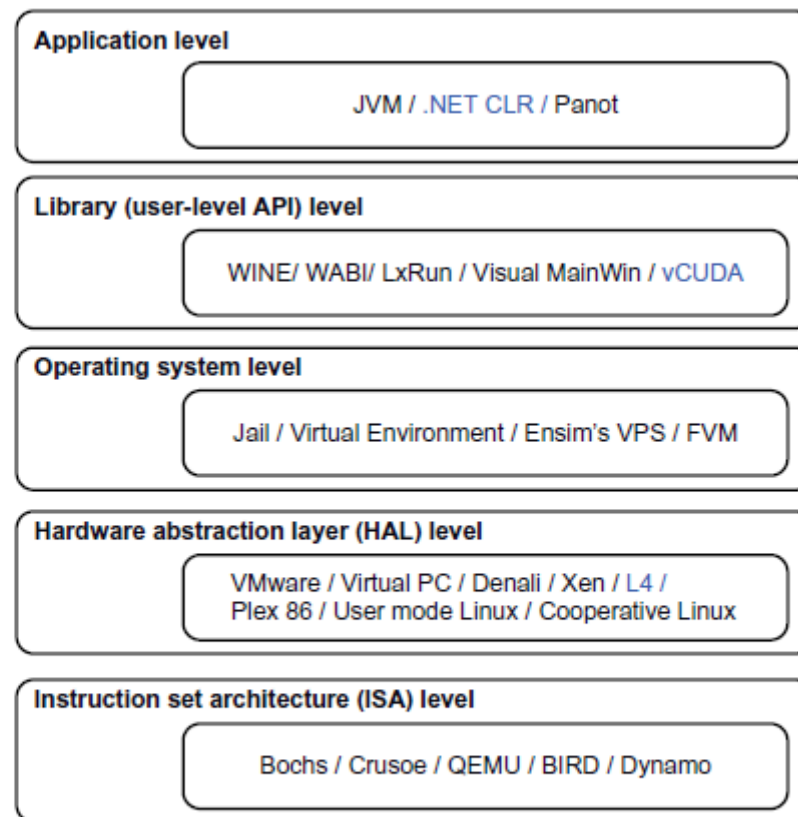 Application level
JVM / .NET CLR / Panot
Library (user-level API) level
WINE/ WABI/ LxRun / Visual MainWin / vCUDA
Operating system level
Jail / Virtual Environment / Ensim's VPS / FVM
Hardware abstraction layer (HAL) level
VMware / Virtual PC / Denali / Xen / L4 /
Plex 86 / User mode Linux / Cooperative Linux
Instruction set architecture (ISA) level
Bochs / Crusoe / QEMU / BIRD / Dynamo